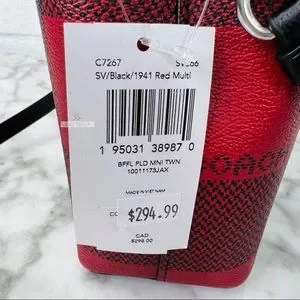 C7267
SV/Black/1941 Red Multi
1 95031 38987 0
BFFL PLD MNI TWN
10011173JAX
MADE IN VIETNAM
$294.99
CAD
$298.00
COACH